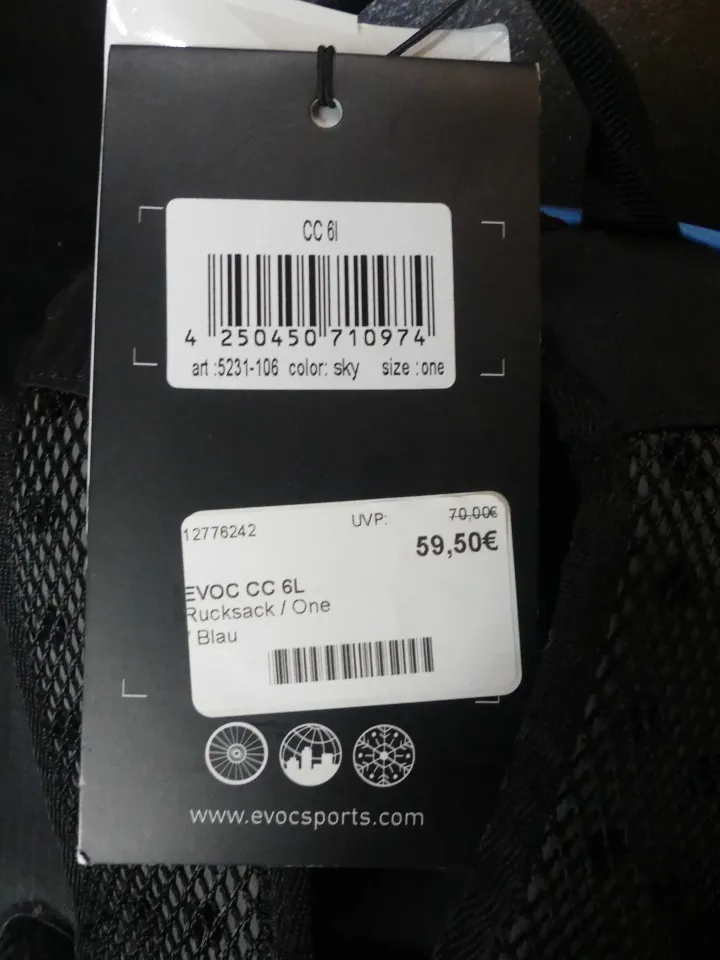 CC 6l
4 250450 710974
art :5231-106 color: sky size : one
12776242 UVP: 70,00€
59,50€
EVOC CC 6L
Rucksack / One
/ Blau
www.evocsports.com